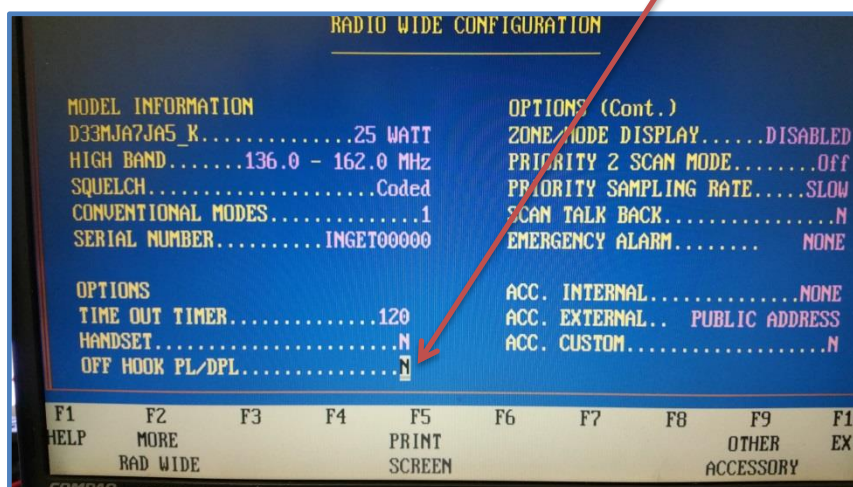 RADIO WIDE CONFIGURATION
MODEL INFORMATION
D33MJA7JA5_K..............25 WATT
HIGH BAND.......136.0 - 162.0 MHz
SQUELCH.....................Coded
CONVENTIONAL MODES..............1
SERIAL NUMBER..........INGET00000
OPTIONS
TIME OUT TIMER..............120
HANDSET.......................N
OFF HOOK PL/DPL...............N
OPTIONS (Cont.)
ZONE/MODE DISPLAY......DISABLED
PRIORITY 2 SCAN MODE........Off
PRIORITY SAMPLING RATE.....SLOW
SCAN TALK BACK................N
EMERGENCY ALARM........ NONE
ACC. INTERNAL..............NONE
ACC. EXTERNAL.. PUBLIC ADDRESS
ACC. CUSTOM...................N
F1 F2 F3 F4 F5 F6 F7 F8 F9 F1
HELP MORE PRINT OTHER EX
RAD WIDE SCREEN ACCESSORY